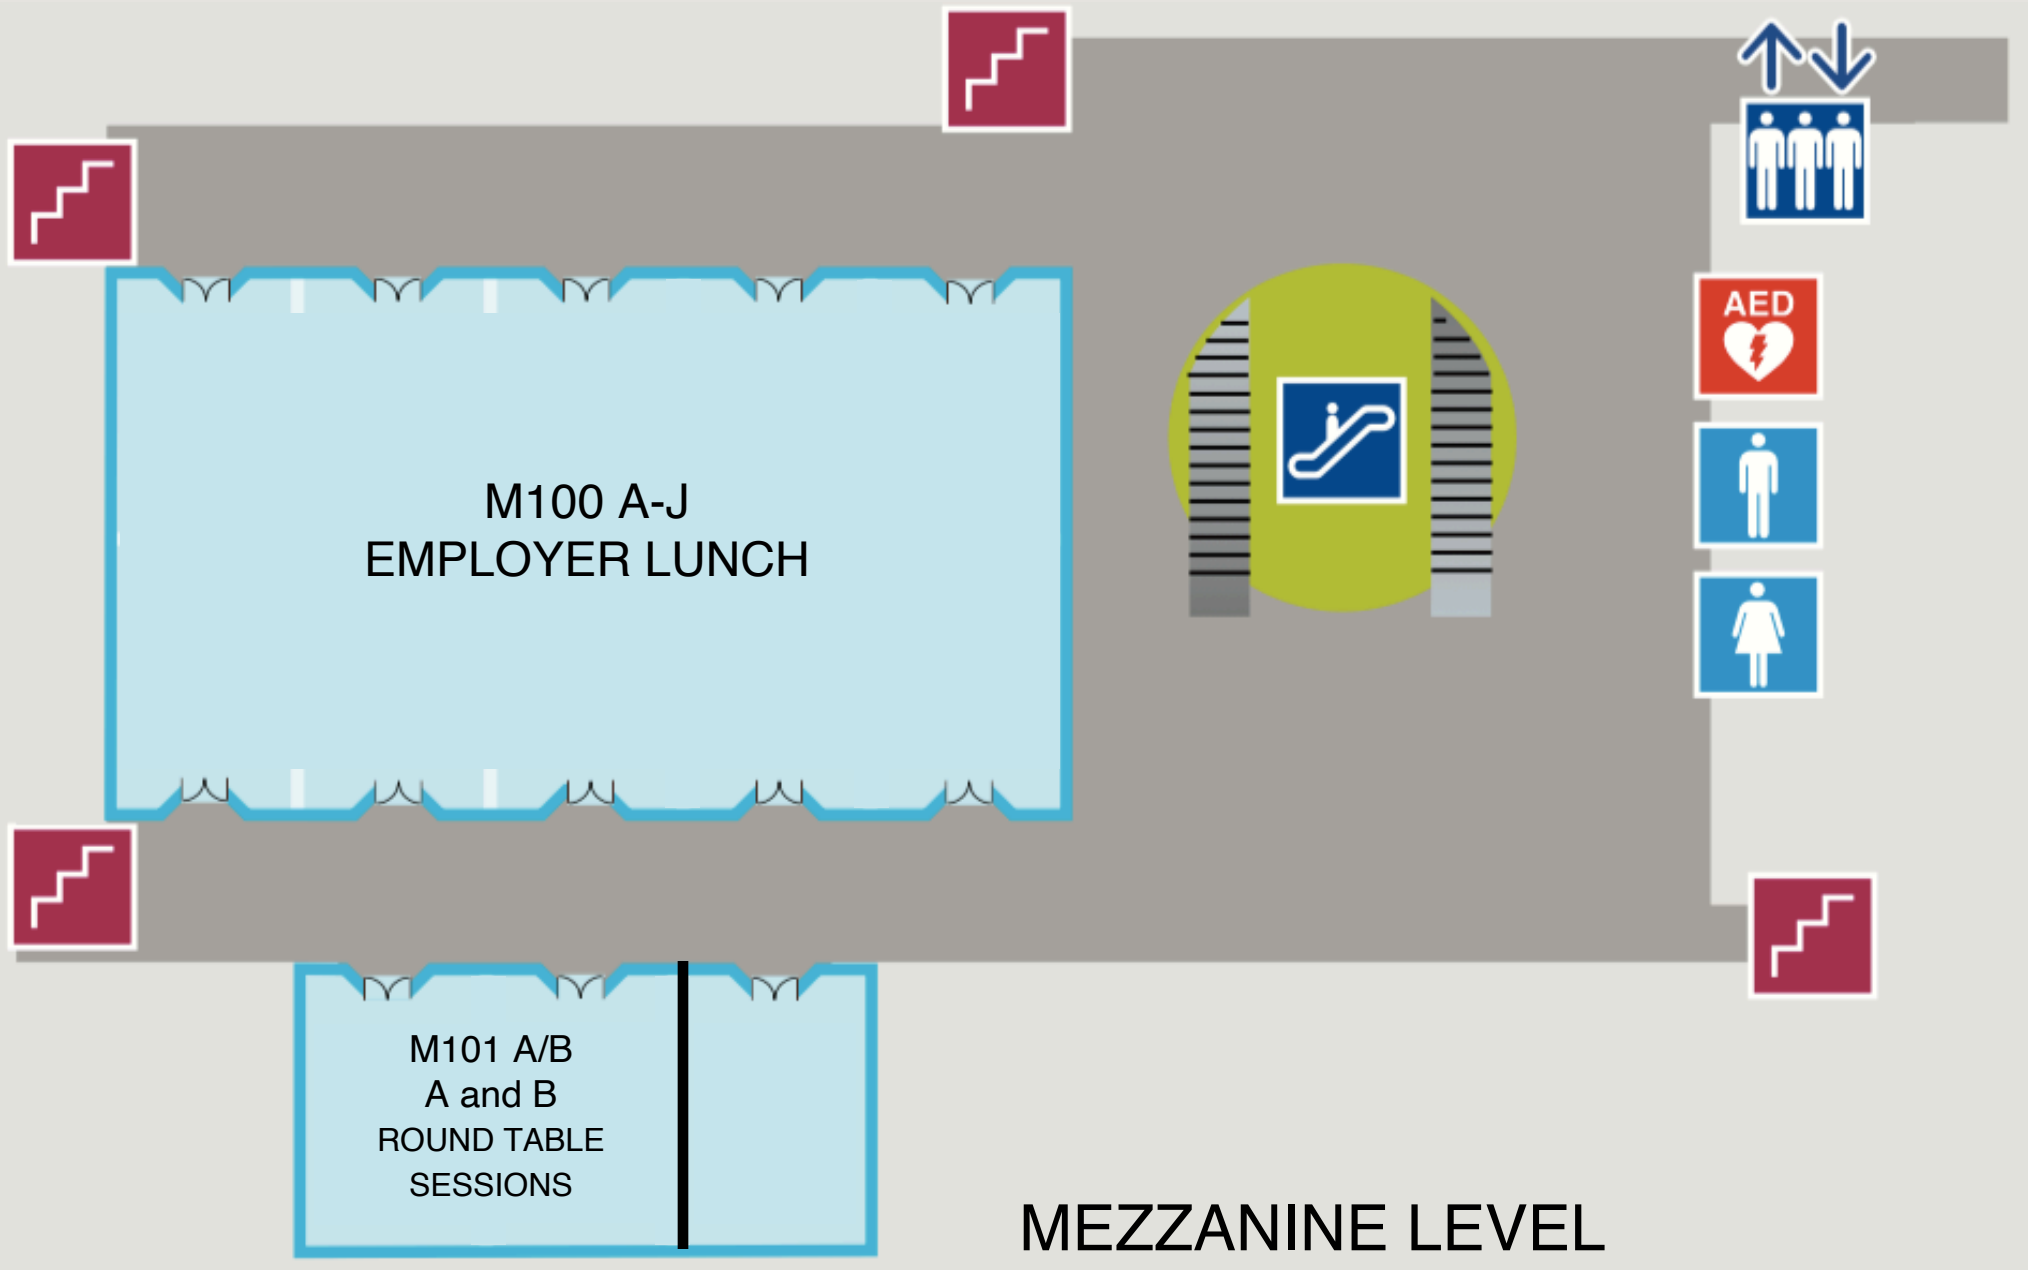 AED
M100 A-J
EMPLOYER LUNCH
M101 A/B
A and B
ROUND TABLE
SESSIONS
MEZZANINE LEVEL